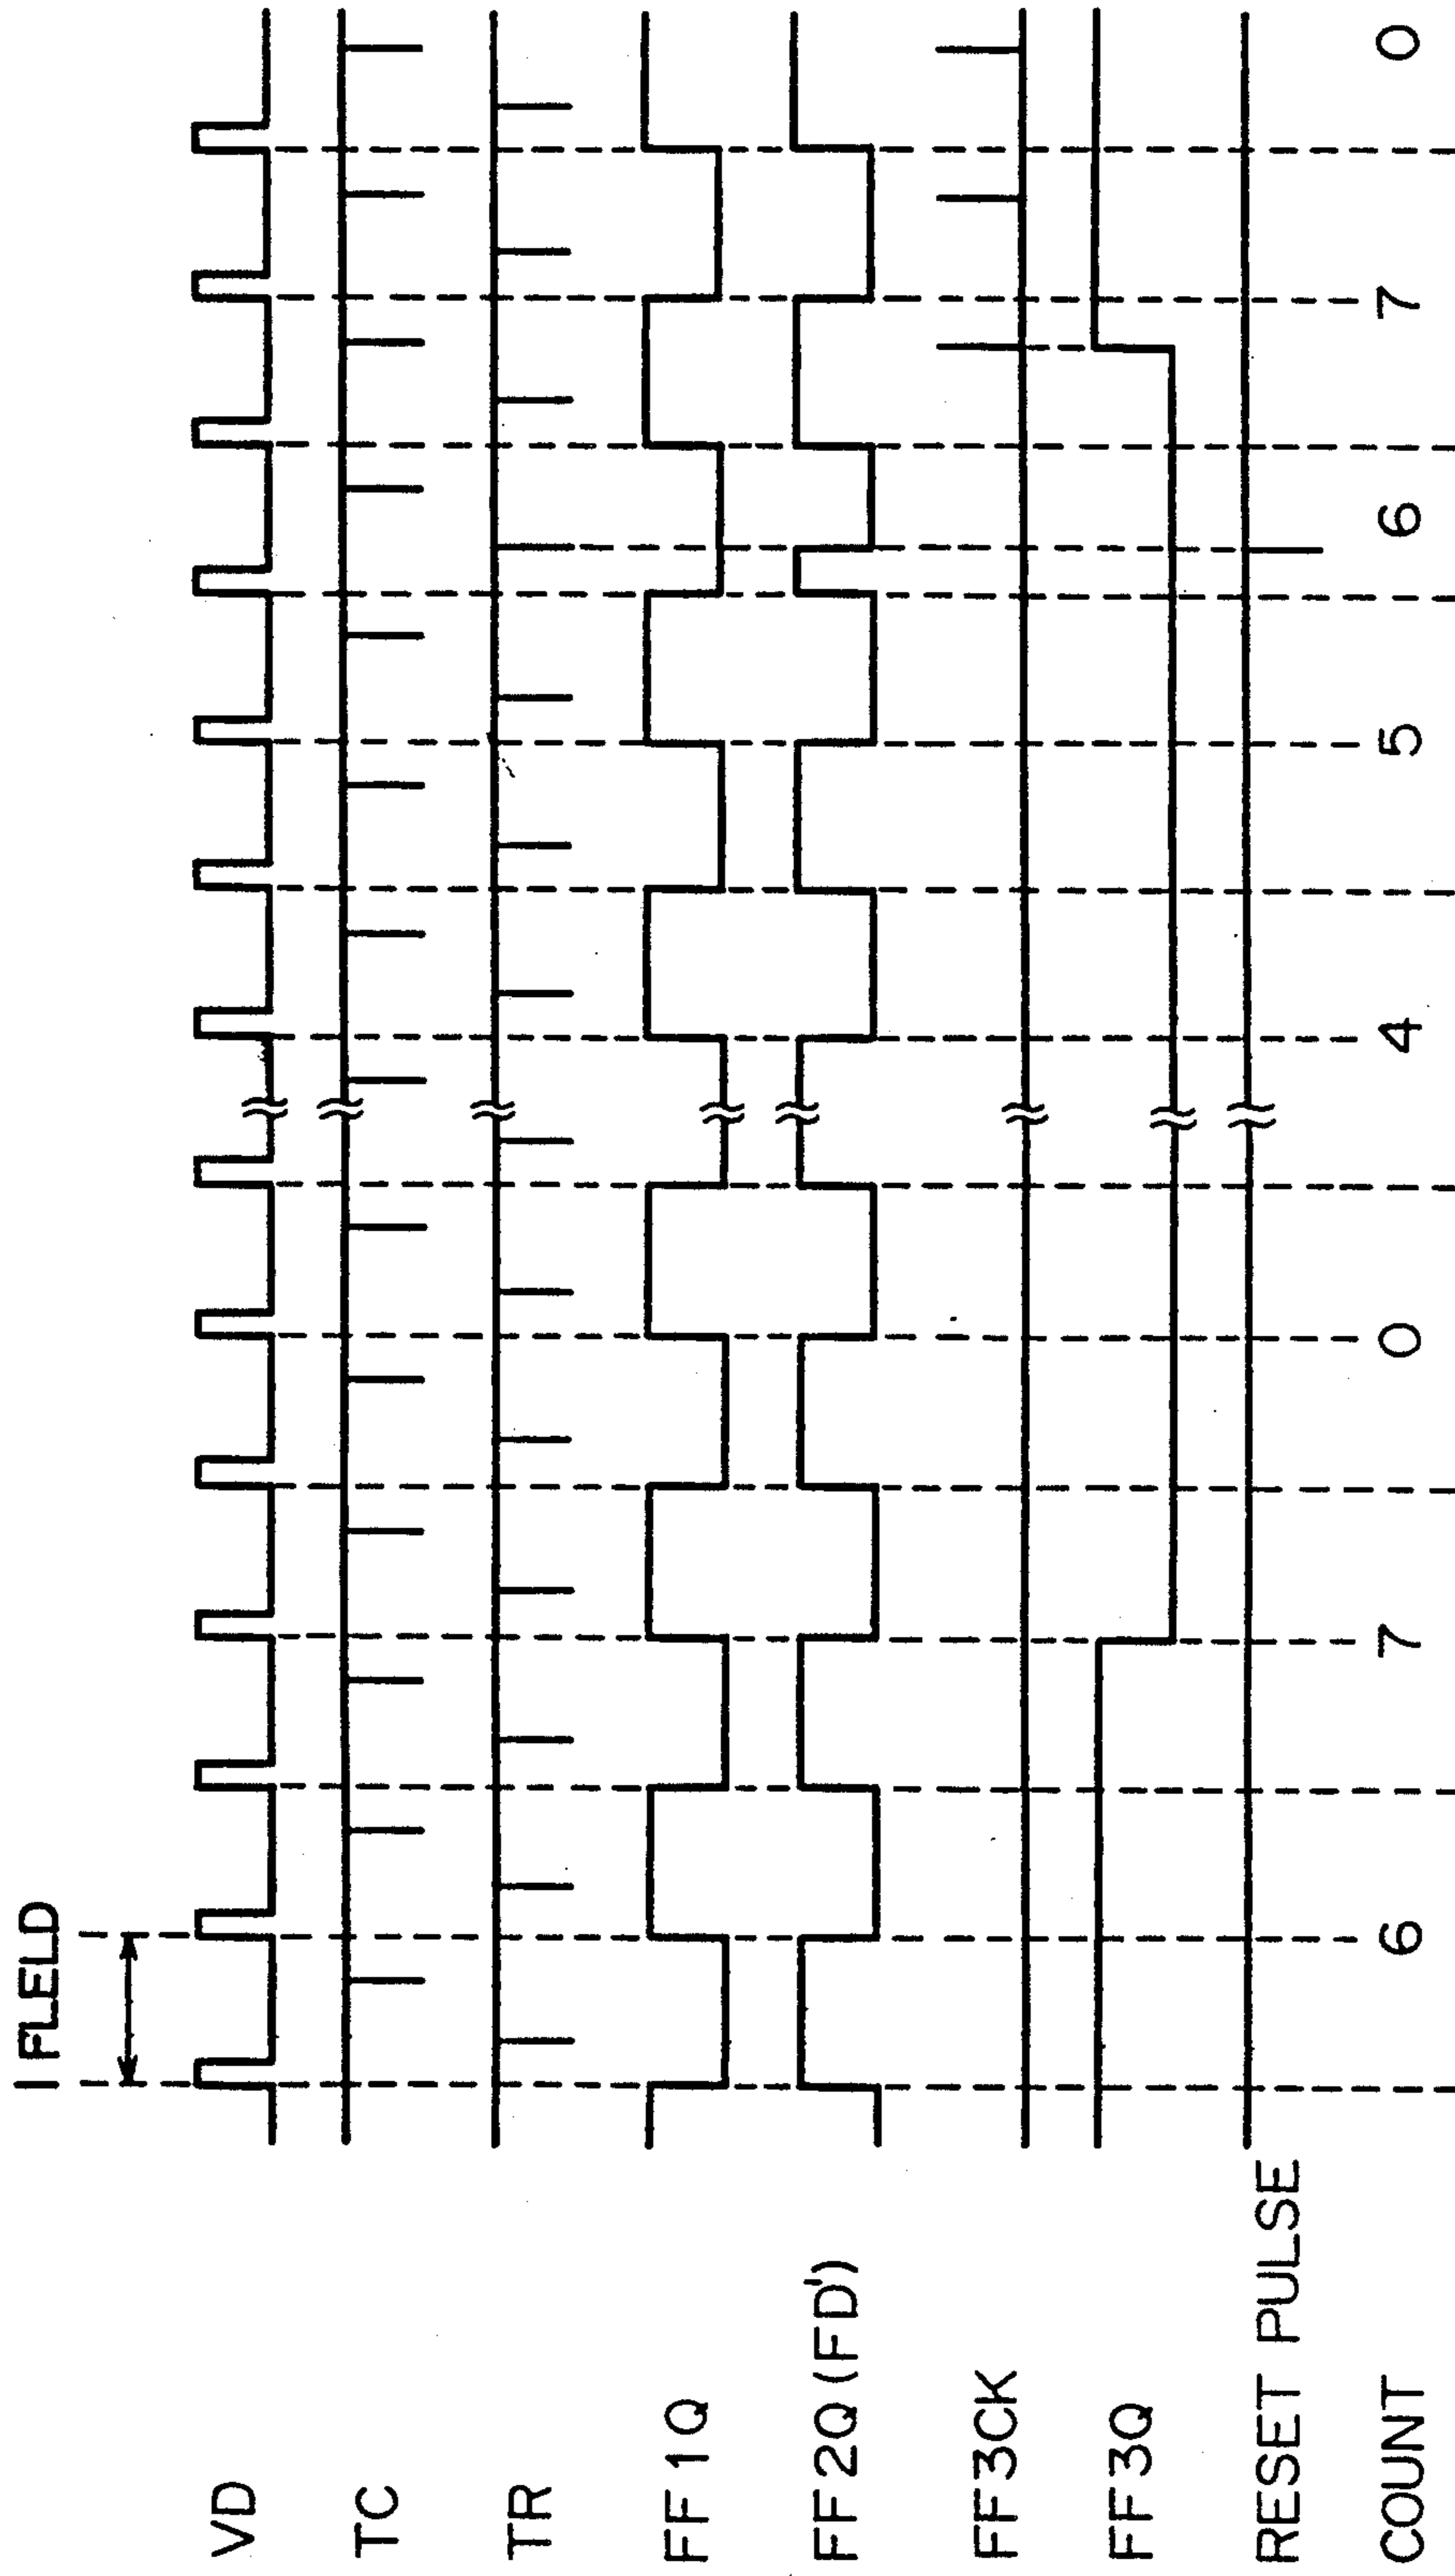 1 FLELD
VD
TC
TR
FF1Q
FF2Q (FD')
FF3CK
FF3Q
RESET PULSE
COUNT 6 7 0 4 5 6 7 0